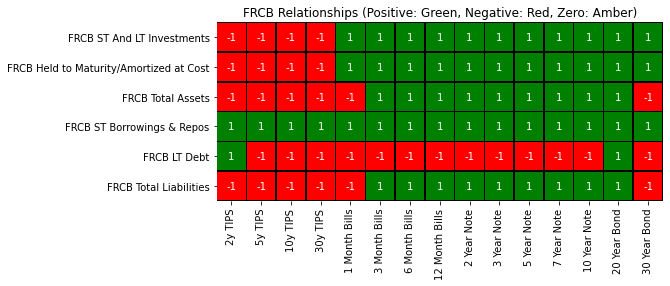 FRCB Relationships (Positive: Green, Negative: Red, Zero: Amber)
FRCB ST And LT Investments -1 -1 -1 -1 1 1 1 1 1 1 1 1 1 1 1
FRCB Held to Maturity/Amortized at Cost -1 -1 -1 -1 1 1 1 1 1 1 1 1 1 1 1
FRCB Total Assets -1 -1 -1 -1 -1 1 1 1 1 1 1 1 1 1 -1
FRCB ST Borrowings & Repos 1 1 1 1 1 1 1 1 1 1 1 1 1 1 1
FRCB LT Debt 1 -1 -1 -1 -1 -1 -1 -1 -1 -1 -1 -1 -1 1 -1
FRCB Total Liabilities -1 -1 -1 -1 -1 1 1 1 1 1 1 1 1 1 -1
2y TIPS
5y TIPS
10y TIPS
30y TIPS
1 Month Bills
3 Month Bills
6 Month Bills
12 Month Bills
2 Year Note
3 Year Note
5 Year Note
7 Year Note
10 Year Note
20 Year Bond
30 Year Bond